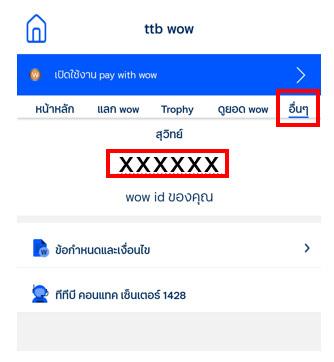 ttb wow
เปิดใช้งาน pay with wow
หน้าหลัก แลก wow Trophy ดูยอด wow อื่นๆ
สุวิทย์
XXXXXX
wow id ของคุณ
ข้อกำหนดและเงื่อนไข
ทีทีบี คอนแทค เซ็นเตอร์ 1428